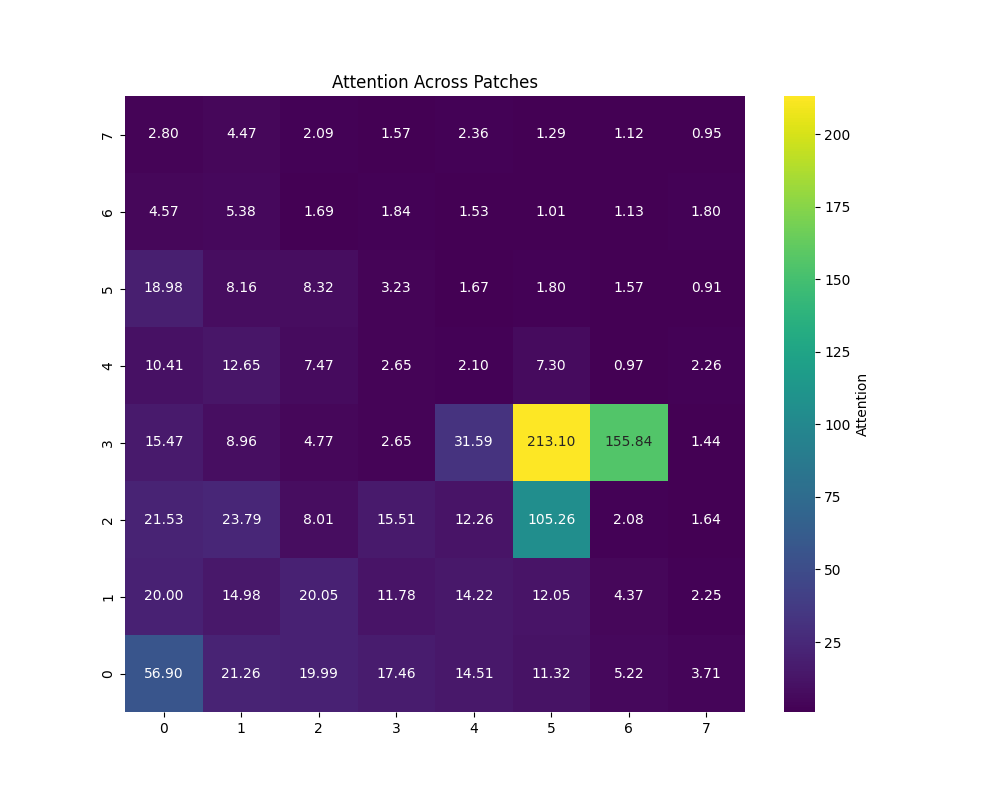 Attention Across Patches
7 2.80 4.47 2.09 1.57 2.36 1.29 1.12 0.95
6 4.57 5.38 1.69 1.84 1.53 1.01 1.13 1.80
5 18.98 8.16 8.32 3.23 1.67 1.80 1.57 0.91
4 10.41 12.65 7.47 2.65 2.10 7.30 0.97 2.26
3 15.47 8.96 4.77 2.65 31.59 213.10 155.84 1.44
2 21.53 23.79 8.01 15.51 12.26 105.26 2.08 1.64
1 20.00 14.98 20.05 11.78 14.22 12.05 4.37 2.25
0 56.90 21.26 19.99 17.46 14.51 11.32 5.22 3.71
0 1 2 3 4 5 6 7
200
175
150
125
100
75
50
25
Attention